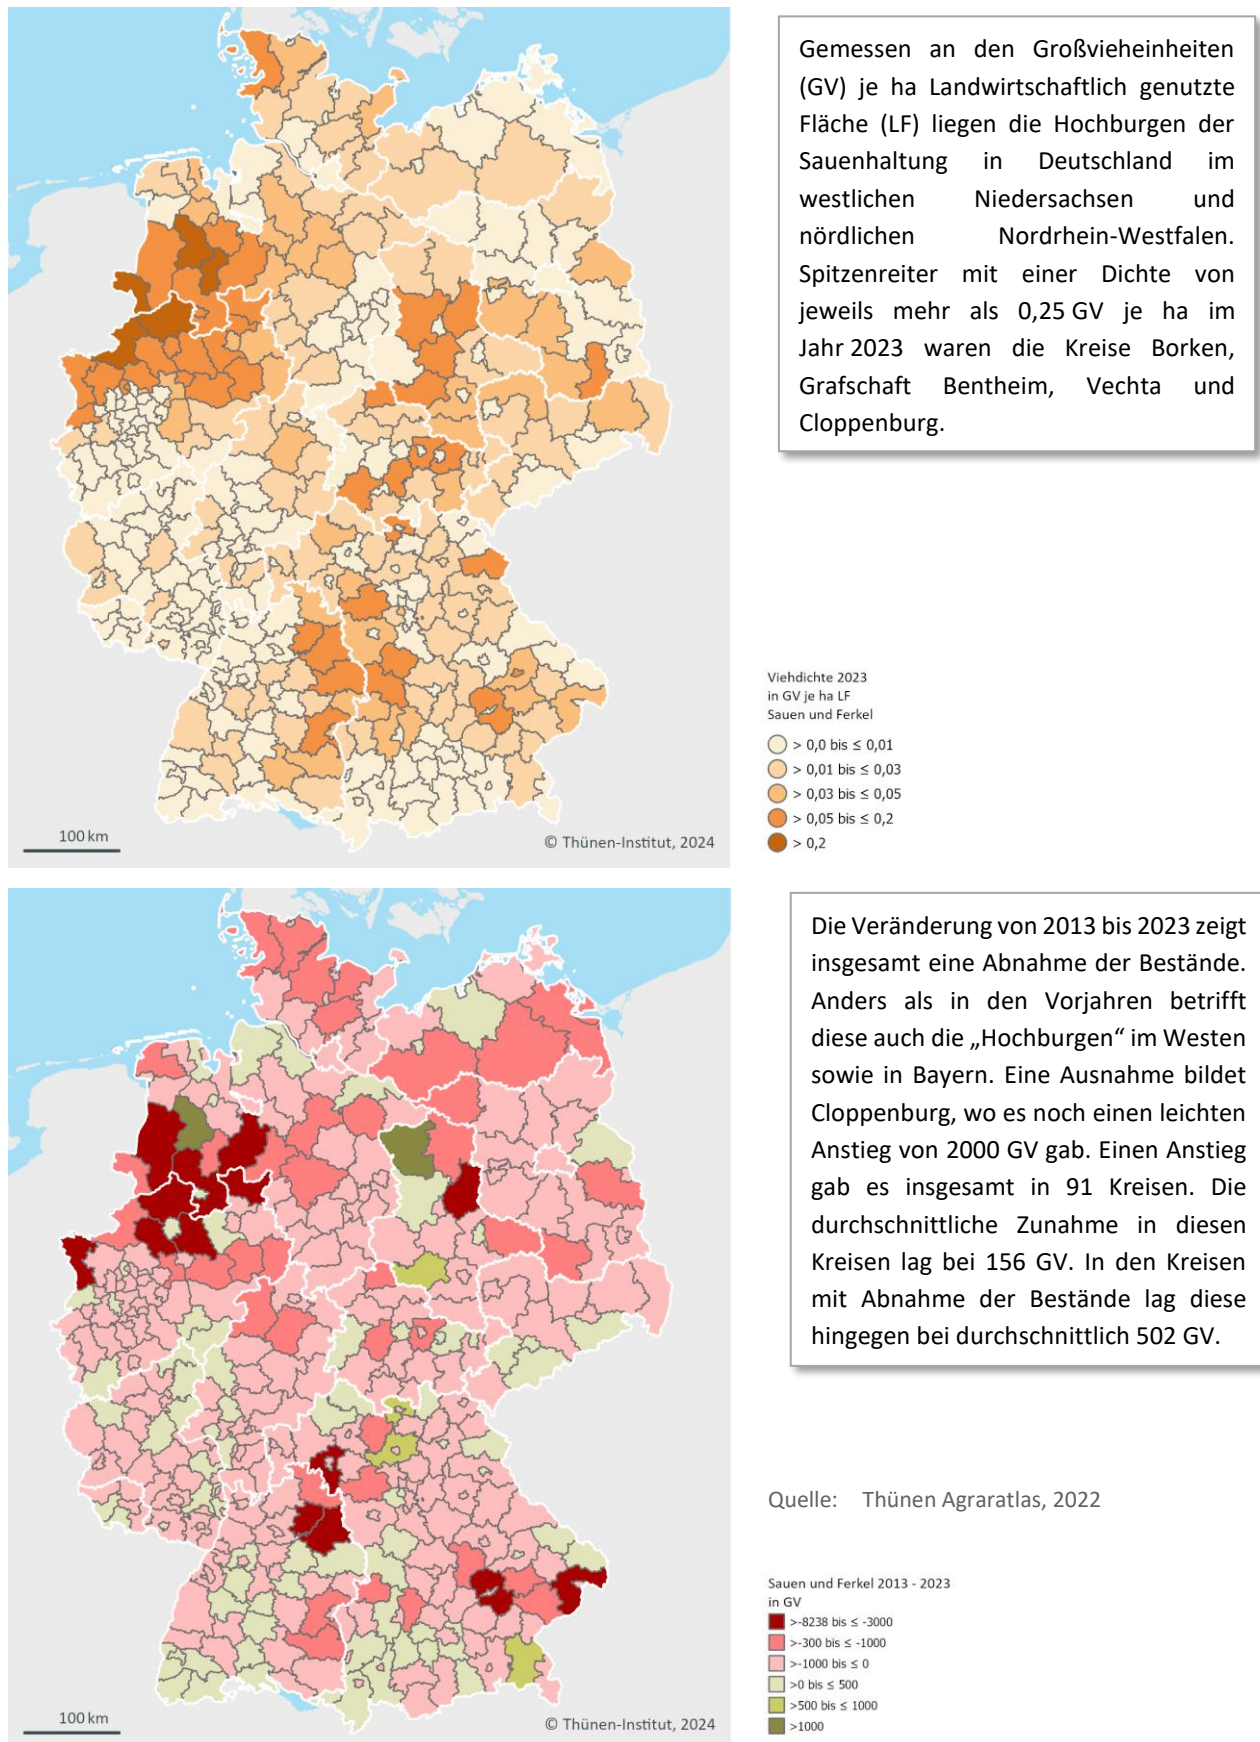 Gemessen an den Großvieheinheiten
(GV) je ha Landwirtschaftlich genutzte
Fläche (LF) liegen die Hochburgen der
Sauenhaltung in Deutschland im
westlichen Niedersachsen und
nördlichen Nordrhein-Westfalen.
Spitzenreiter mit einer Dichte von
jeweils mehr als 0,25 GV je ha im
Jahr 2023 waren die Kreise Borken,
Grafschaft Bentheim, Vechta und
Cloppenburg.
Viehdichte 2023
in GV je ha LF
Sauen und Ferkel
> 0,0 bis ≤ 0,01
> 0,01 bis ≤ 0,03
> 0,03 bis ≤ 0,05
> 0,05 bis ≤ 0,2
> 0,2
100 km
© Thünen-Institut, 2024
Die Veränderung von 2013 bis 2023 zeigt
insgesamt eine Abnahme der Bestände.
Anders als in den Vorjahren betrifft
diese auch die „Hochburgen“ im Westen
sowie in Bayern. Eine Ausnahme bildet
Cloppenburg, wo es noch einen leichten
Anstieg von 2000 GV gab. Einen Anstieg
gab es insgesamt in 91 Kreisen. Die
durchschnittliche Zunahme in diesen
Kreisen lag bei 156 GV. In den Kreisen
mit Abnahme der Bestände lag diese
hingegen bei durchschnittlich 502 GV.
Quelle: Thünen Agraratlas, 2022
Sauen und Ferkel 2013 - 2023
in GV
>-8238 bis ≤ -3000
>-300 bis ≤ -1000
>-1000 bis ≤ 0
>0 bis ≤ 500
>500 bis ≤ 1000
>1000
100 km
© Thünen-Institut, 2024